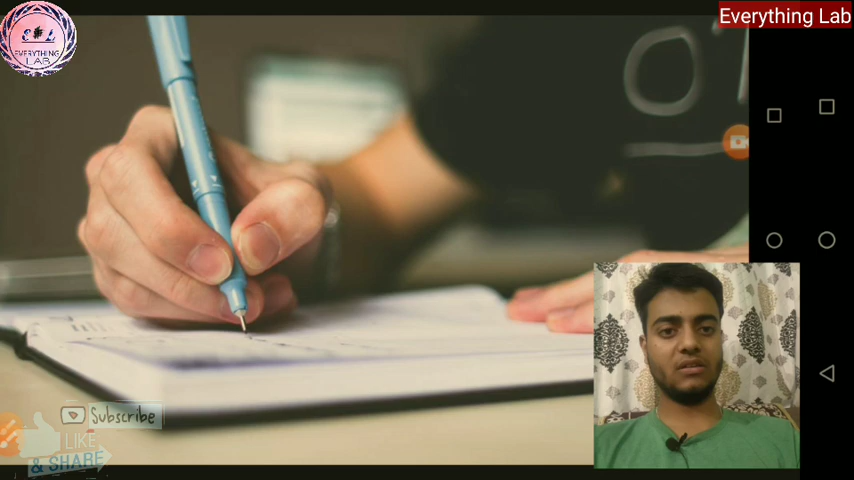 E L
EVERYTHING
LAB
Everything Lab
Subscribe
LIKE
& SHARE